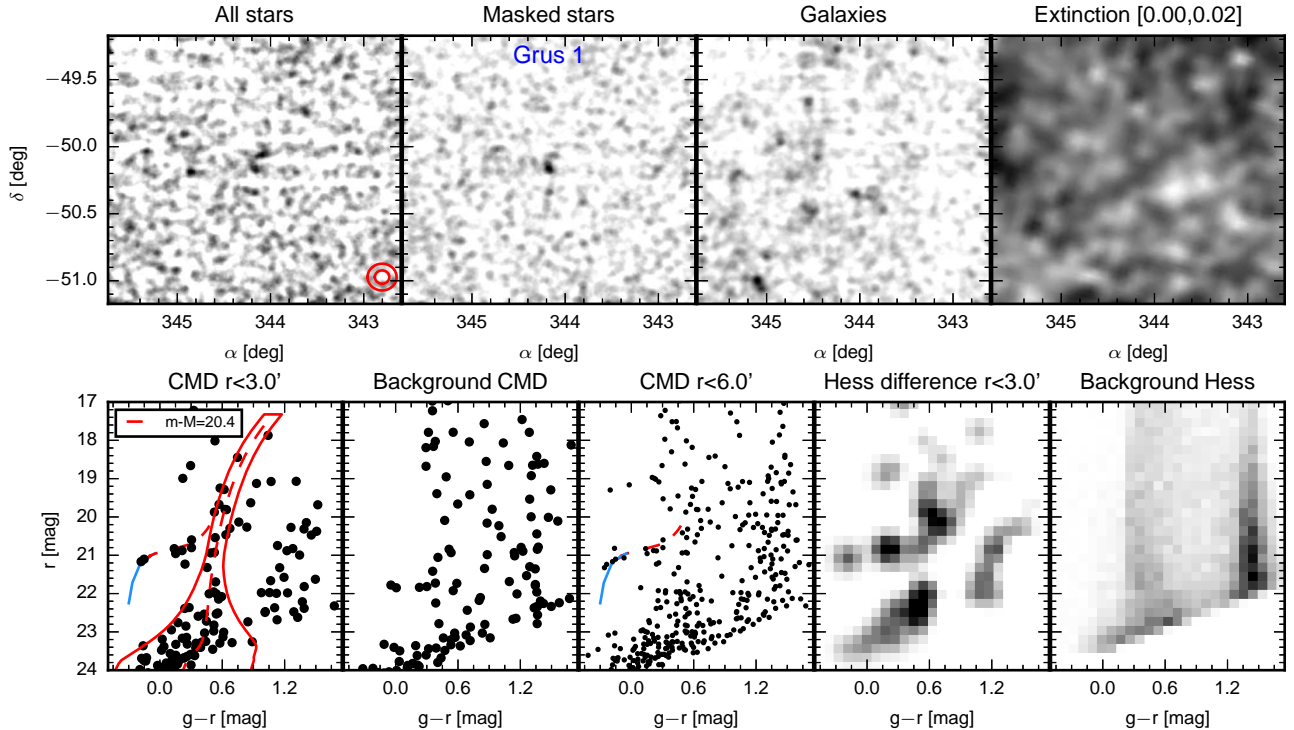 All stars
Masked stars
Galaxies
Extinction [0.00,0.02]
Grus 1
δ [deg]
−49.5
−50.0
−50.5
−51.0
345 344 343
345 344 343
345 344 343
345 344 343
α [deg]
α [deg]
α [deg]
α [deg]
CMD r<3.0’
Background CMD
CMD r<6.0’
Hess difference r<3.0’
Background Hess
m-M=20.4
r [mag]
17
18
19
20
21
22
23
24
0.0 0.6 1.2
0.0 0.6 1.2
0.0 0.6 1.2
0.0 0.6 1.2
0.0 0.6 1.2
g−r [mag]
g−r [mag]
g−r [mag]
g−r [mag]
g−r [mag]